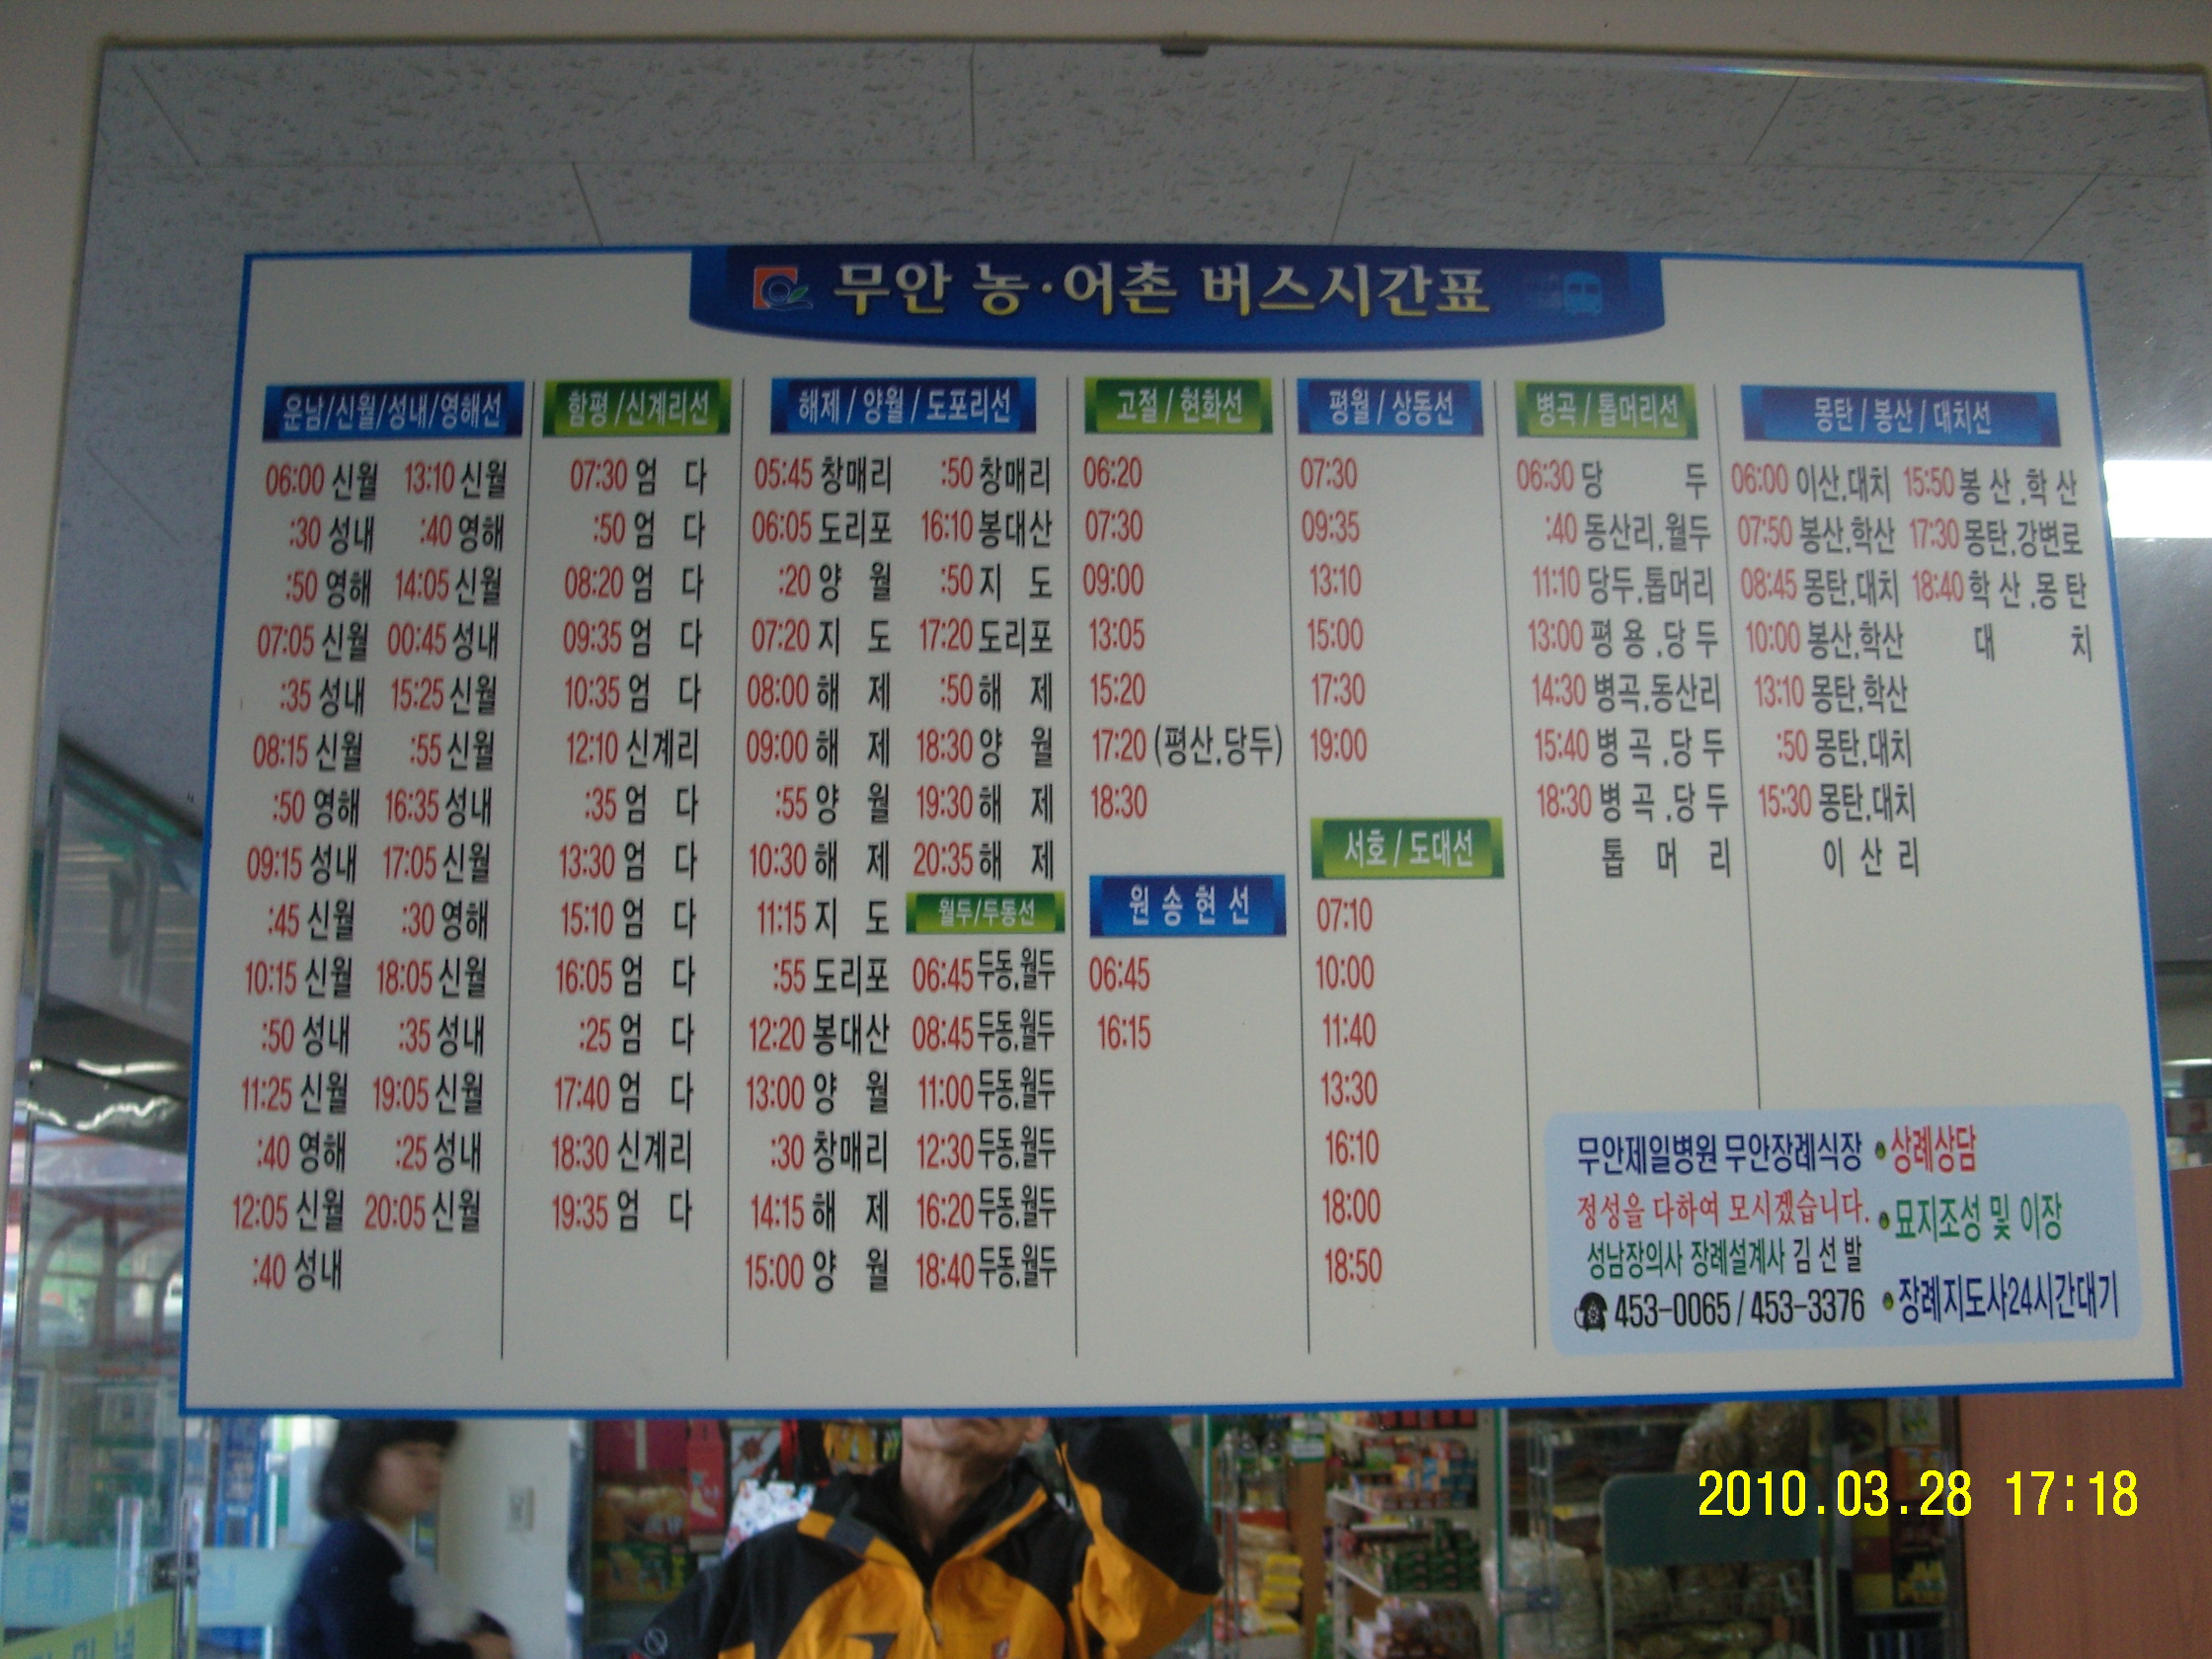 무안 농·어촌 버스시간표
운남/신월/성내/영해선
06:00 신월 13:10 신월
:30 성내 :40 영해
:50 영해 14:05 신월
07:05 신월 00:45 성내
:35 성내 15:25 신월
08:15 신월 :55 신월
:50 영해 16:35 성내
09:15 성내 17:05 신월
:45 신월 :30 영해
10:15 신월 18:05 신월
:50 성내 :35 성내
11:25 신월 19:05 신월
:40 영해 :25 성내
12:05 신월 20:05 신월
:40 성내
함평/신계리선
07:30 엄 다
:50 엄 다
08:20 엄 다
09:35 엄 다
10:35 엄 다
12:10 신계리
:35 엄 다
13:30 엄 다
15:10 엄 다
16:05 엄 다
:25 엄 다
17:40 엄 다
18:30 신계리
19:35 엄 다
해제/양월/도포리선
05:45 창매리 :50 창매리
06:05 도리포 16:10 봉대산
:20 양 월 :50 지 도
07:20 지 도 17:20 도리포
08:00 해 제 :50 해 제
09:00 해 제 18:30 양 월
:55 양 월 19:30 해 제
10:30 해 제 20:35 해 제
11:15 지 도
:55 도리포
12:20 봉대산
13:00 양 월
:30 창매리
14:15 해 제
15:00 양 월
월두/두동선
06:45 두동.월두
08:45 두동.월두
11:00 두동.월두
12:30 두동.월두
16:20 두동.월두
18:40 두동.월두
고절/현화선
06:20
07:30
09:00
13:05
15:20
17:20 (평산.당두)
18:30
원송현선
06:45
16:15
평월/상동선
07:30
09:35
13:10
15:00
17:30
19:00
서호/도대선
07:10
10:00
11:40
13:30
16:10
18:00
18:50
병곡/톱머리선
06:30 당 두
:40 동산리.월두
11:10 당두.톱머리
13:00 평용.당두
14:30 병곡.동산리
15:40 병곡.당두
18:30 병곡.당두
톱 머 리
몽탄/봉산/대치선
06:00 이산.대치 15:50 봉산.학산
07:50 봉산.학산 17:30 몽탄.강변로
08:45 몽탄.대치 18:40 학산.몽탄
10:00 봉산.학산 대 치
13:10 몽탄.학산
:50 몽탄.대치
15:30 몽탄.대치
이 산 리
무안제일병원 무안장례식장
정성을 다하여 모시겠습니다.
성남장의사 장례설계사 김선발
453-0065 / 453-3376
상례상담
묘지조성 및 이장
장례지도사24시간대기
2010.03.28 17:18